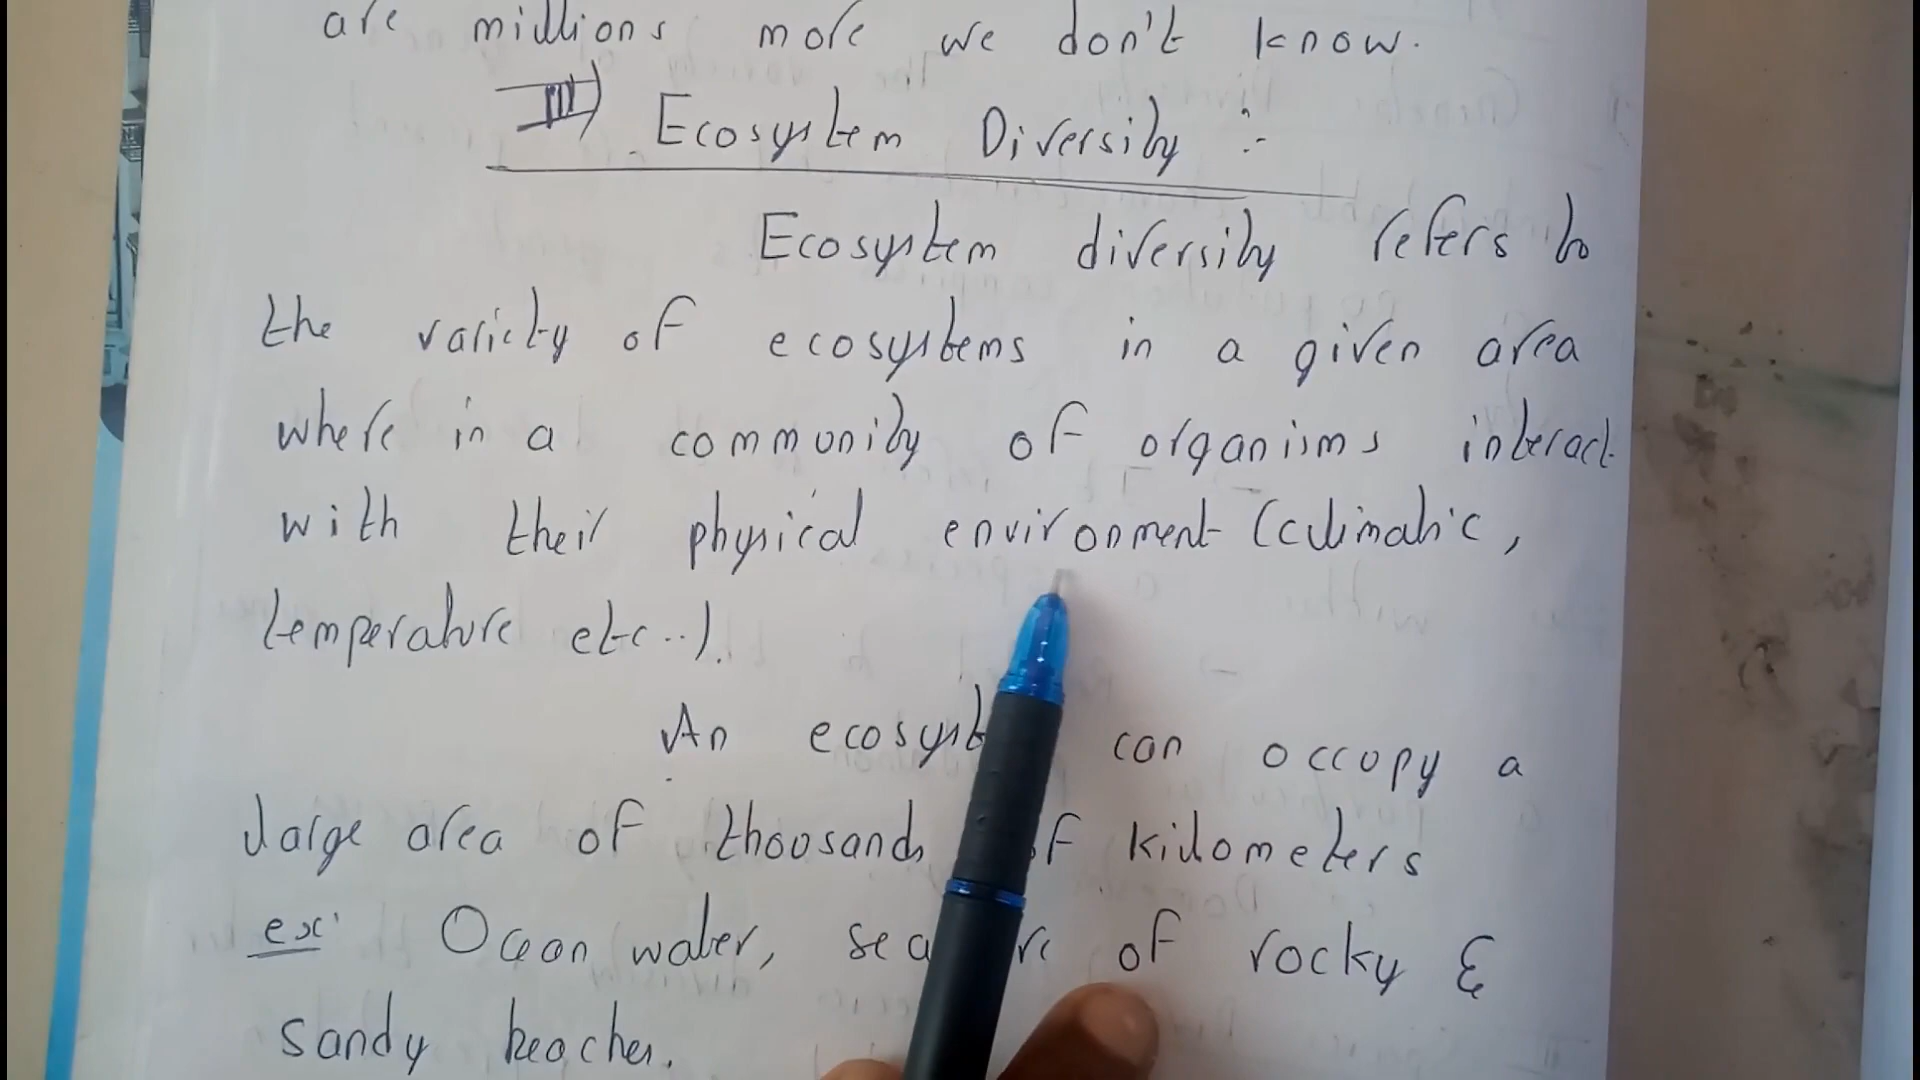 are millions more we don't know.
III) Ecosystem Diversity :-
Ecosystem diversity refers to
the variety of ecosystems in a given area
where in a community of organisms interact
with their physical environment (climatic,
temperature etc..).
An can occupy a
large area of thousands of kilometers
ex: Ocean water, of rocky &
sandy beaches.